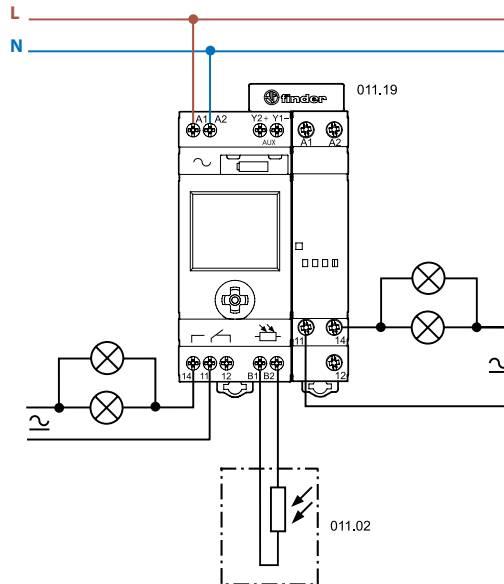 L
N
finder
011.19
A1 A2 Y2+ Y1-
AUX
A1 A2
11 14
12
14 11 12 B1 B2
011.02